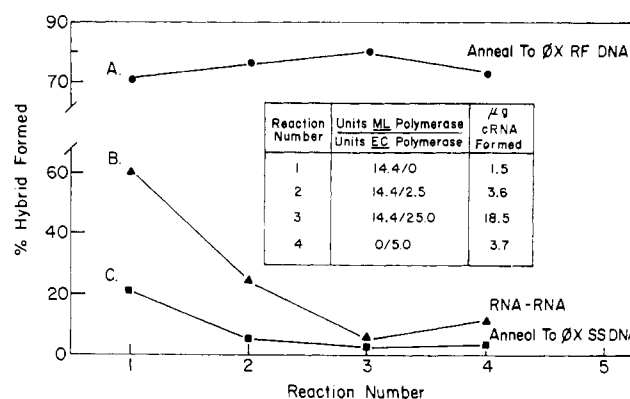 90
70
60
40
20
0
% Hybrid Formed
A.
B.
C.
Anneal To ØX RF DNA
Reaction Number
Units ML Polymerase
Units EC Polymerase
μg cRNA Formed
1 14.4/0 1.5
2 14.4/2.5 3.6
3 14.4/25.0 18.5
4 0/5.0 3.7
RNA-RNA
Anneal To ØX SS DNA
1 2 3 4 5
Reaction Number